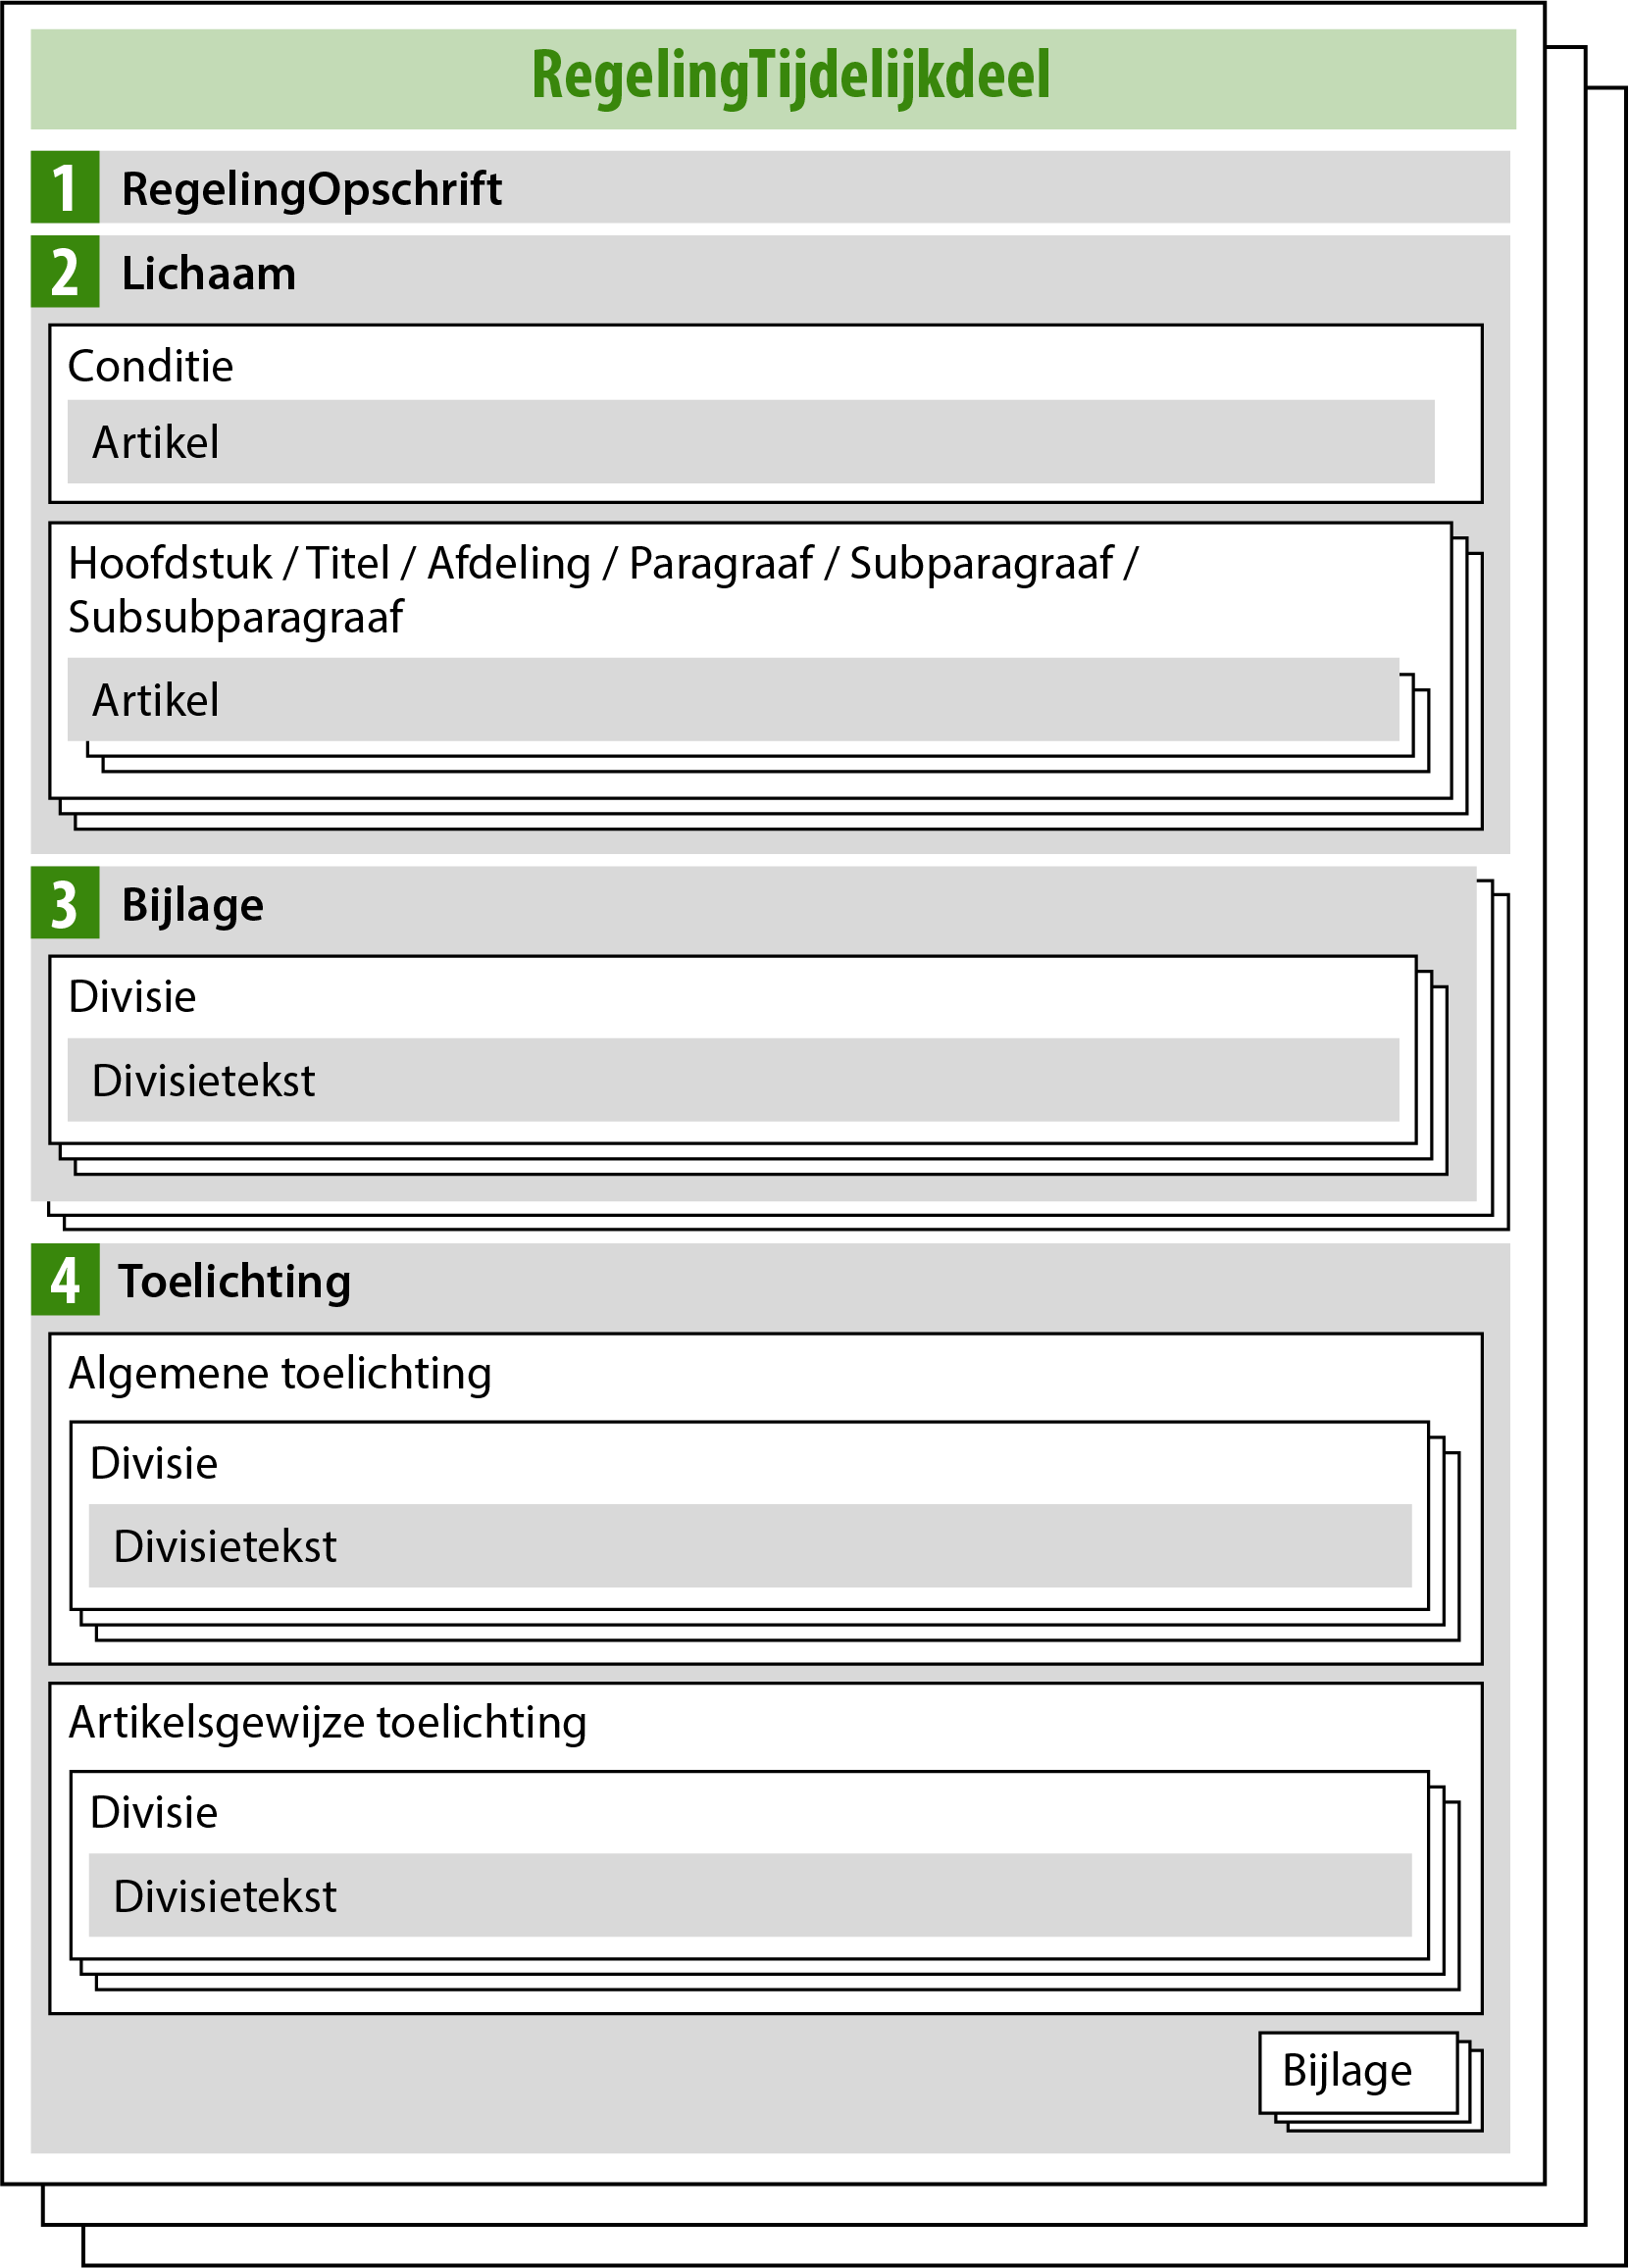 RegelingTijdelijkdeel
1 RegelingOpschrift
2 Lichaam
Conditie
Artikel
Hoofdstuk / Titel / Afdeling / Paragraaf / Subparagraaf /
Subsubparagraaf
Artikel
3 Bijlage
Divisie
Divisietekst
4 Toelichting
Algemene toelichting
Divisie
Divisietekst
Artikelsgewijze toelichting
Divisie
Divisietekst
Bijlage